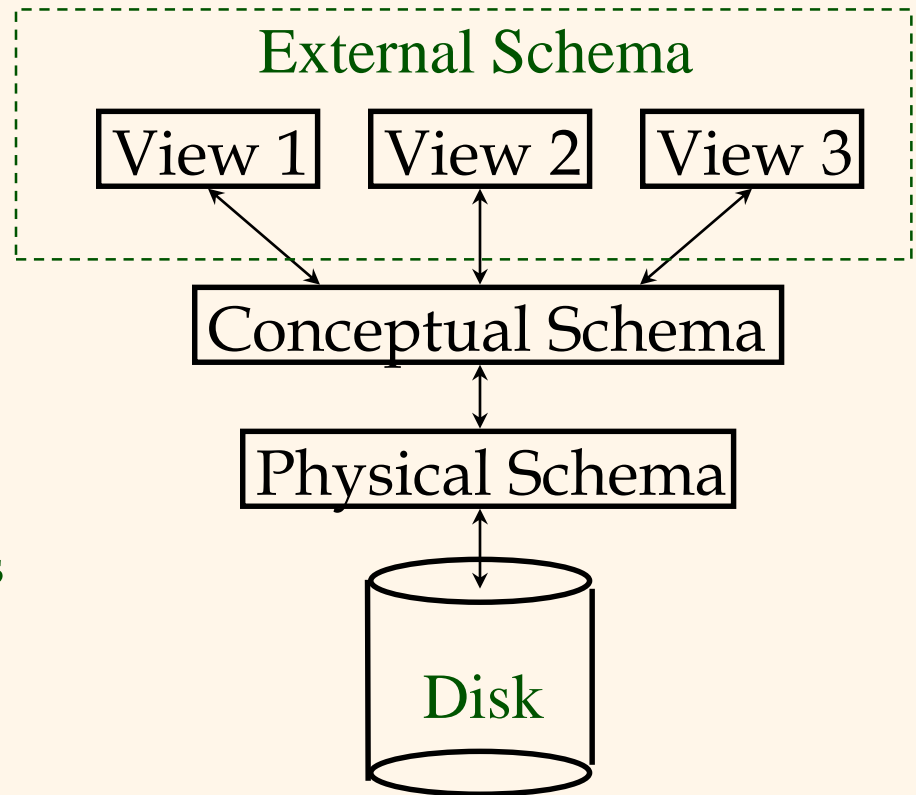 External Schema
View 1 View 2 View 3
Conceptual Schema
Physical Schema
Disk